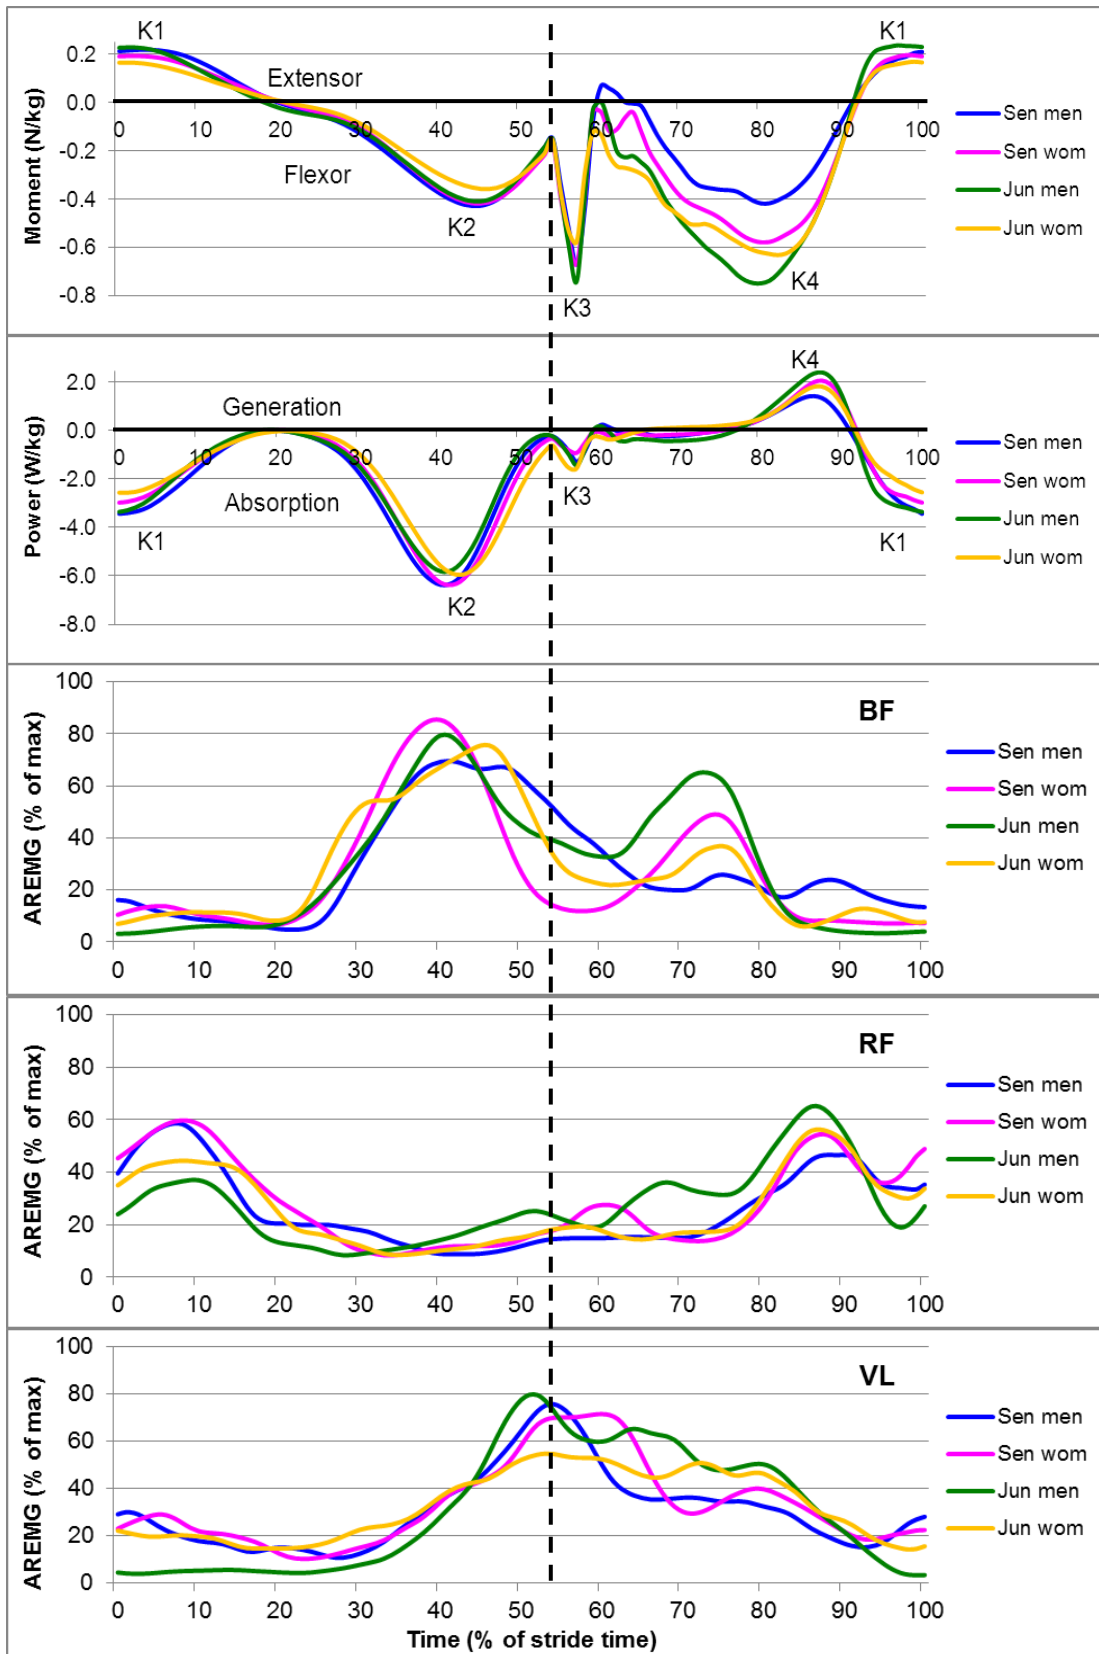 K1 K1
0.2
Extensor
0.0
0 10 20 30 40 50 60 70 80 90 100
-0.2
Flexor
-0.4
K2
-0.6
K4
-0.8
K3
Moment (N/kg)
Sen men
Sen wom
Jun men
Jun wom
K4
2.0
Generation
0.0
0 10 20 30 40 50 60 70 80 90 100
-2.0
K3
Absorption
-4.0
K1 K1
-6.0
K2
-8.0
Power (W/kg)
Sen men
Sen wom
Jun men
Jun wom
100
BF
80
60
40
20
0
0 10 20 30 40 50 60 70 80 90 100
AREMG (% of max)
Sen men
Sen wom
Jun men
Jun wom
100
RF
80
60
40
20
0
0 10 20 30 40 50 60 70 80 90 100
AREMG (% of max)
Sen men
Sen wom
Jun men
Jun wom
100
VL
80
60
40
20
0
0 10 20 30 40 50 60 70 80 90 100
AREMG (% of max)
Sen men
Sen wom
Jun men
Jun wom
Time (% of stride time)